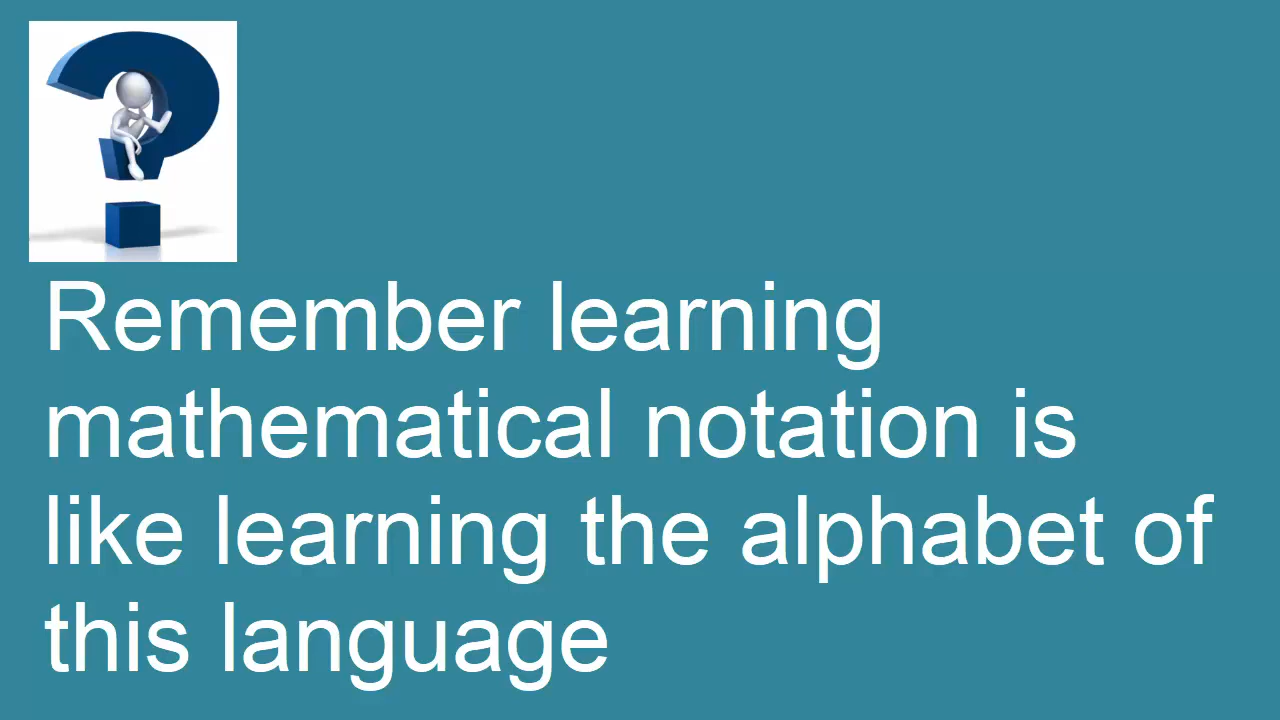 Remember learning
mathematical notation is
like learning the alphabet of
this language